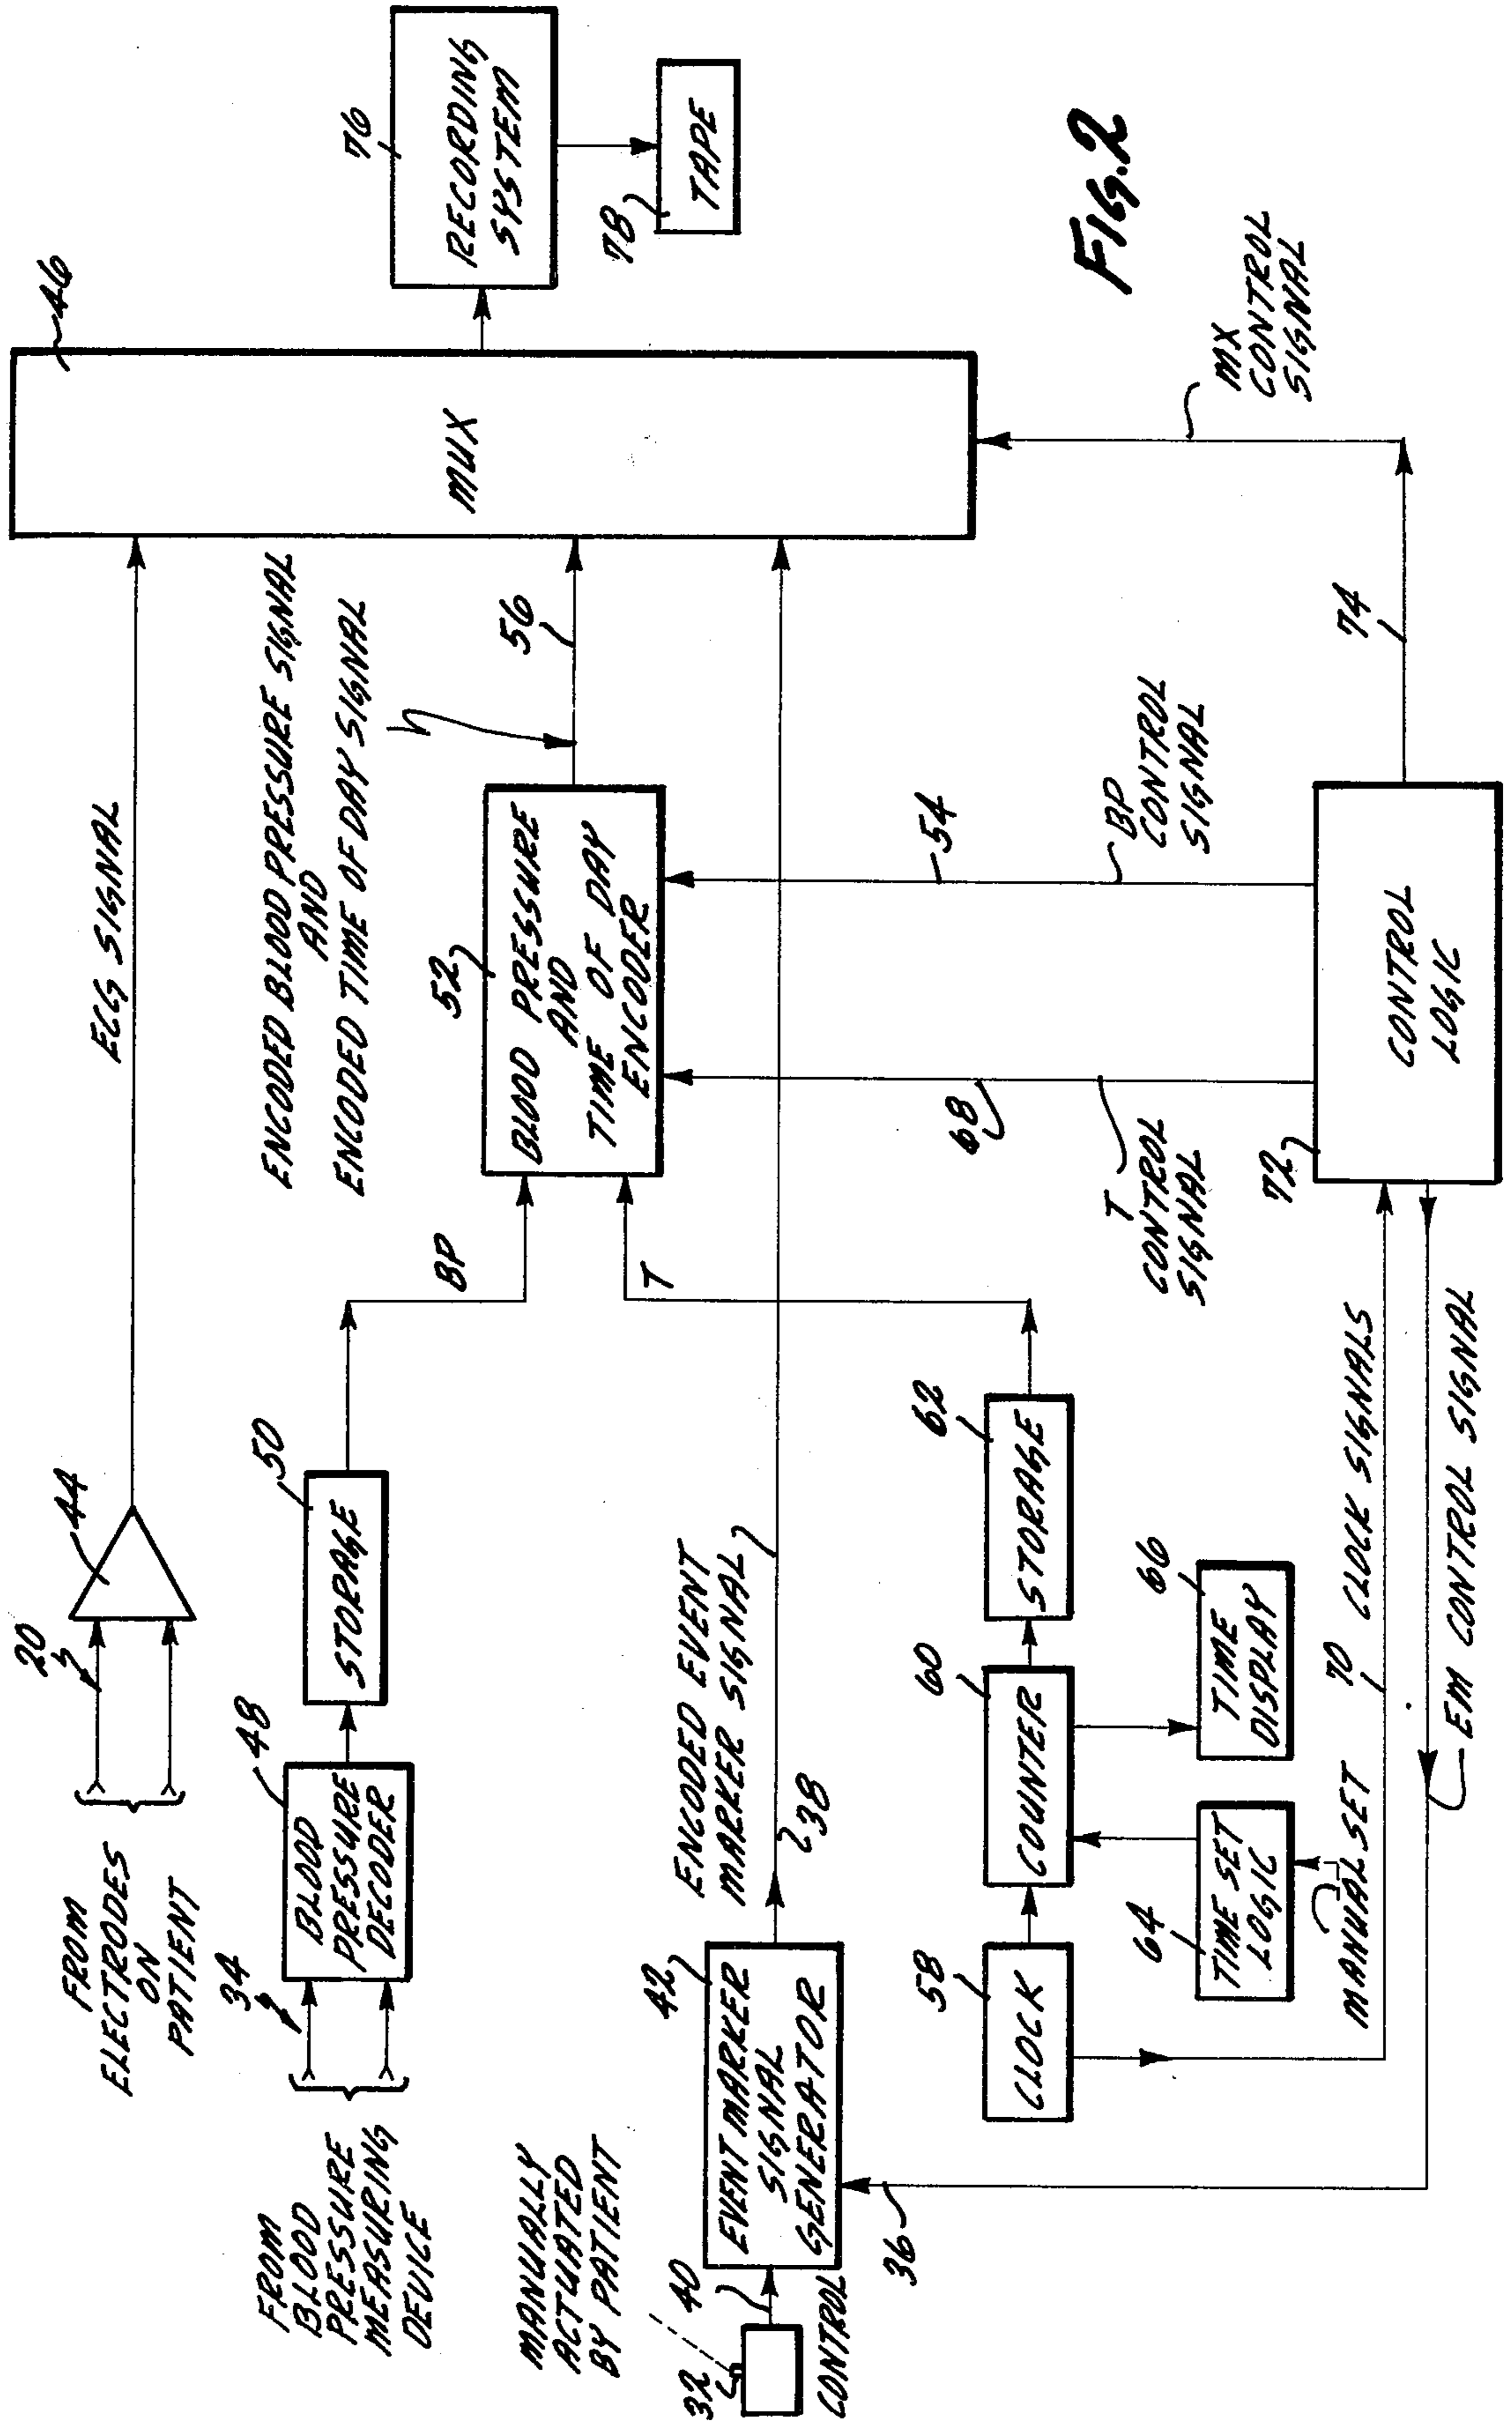 20
44
ECG SIGNAL
46
FROM
ELECTRODES
ON
PATIENT
34
48
BLOOD
PRESSURE
DECODER
50
STORAGE
BP
FROM
BLOOD
PRESSURE
MEASURING
DEVICE
ENCODED BLOOD PRESSURE SIGNAL
AND
ENCODED TIME OF DAY SIGNAL
52
BLOOD PRESSURE
AND
TIME OF DAY
ENCODER
56
T
MUX
76
RECORDING
SYSTEM
78
TAPE
MANUALLY
ACTUATED
BY PATIENT
32
40
CONTROL
42
EVENT MARKER
SIGNAL
GENERATOR
ENCODED EVENT
MARKER SIGNAL
38
36
58
CLOCK
60
COUNTER
62
STORAGE
64
TIME SET
LOGIC
66
TIME
DISPLAY
MANUAL SET
70
CLOCK SIGNALS
EM CONTROL SIGNAL
68
T
CONTROL
SIGNAL
54
BP
CONTROL
SIGNAL
72
CONTROL
LOGIC
74
MX
CONTROL
SIGNAL
FIG. 2